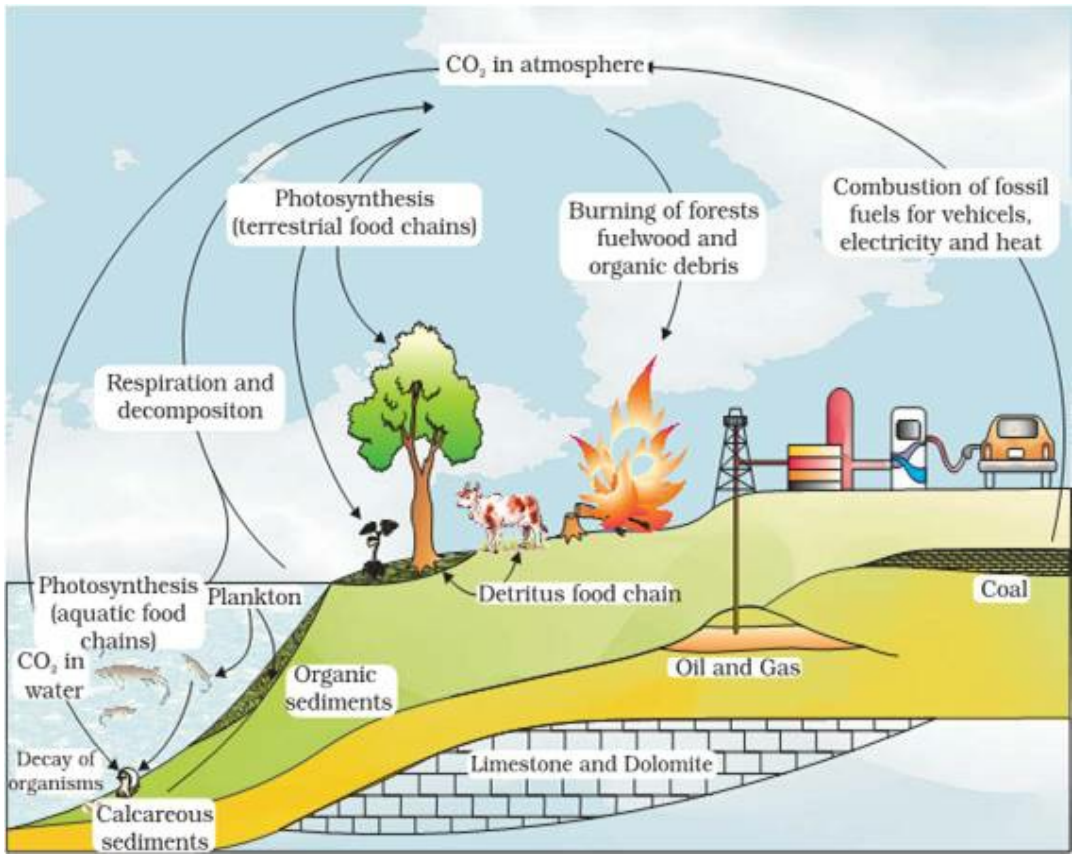 CO₂ in atmosphere
Photosynthesis
(terrestrial food chains)
Burning of forests
fuelwood and
organic debris
Combustion of fossil
fuels for vehicels,
electricity and heat
Respiration and
decompositon
Photosynthesis
(aquatic food
chains)
Plankton
Detritus food chain
Coal
CO₂ in
water
Organic
sediments
Oil and Gas
Decay of
organisms
Limestone and Dolomite
Calcareous
sediments